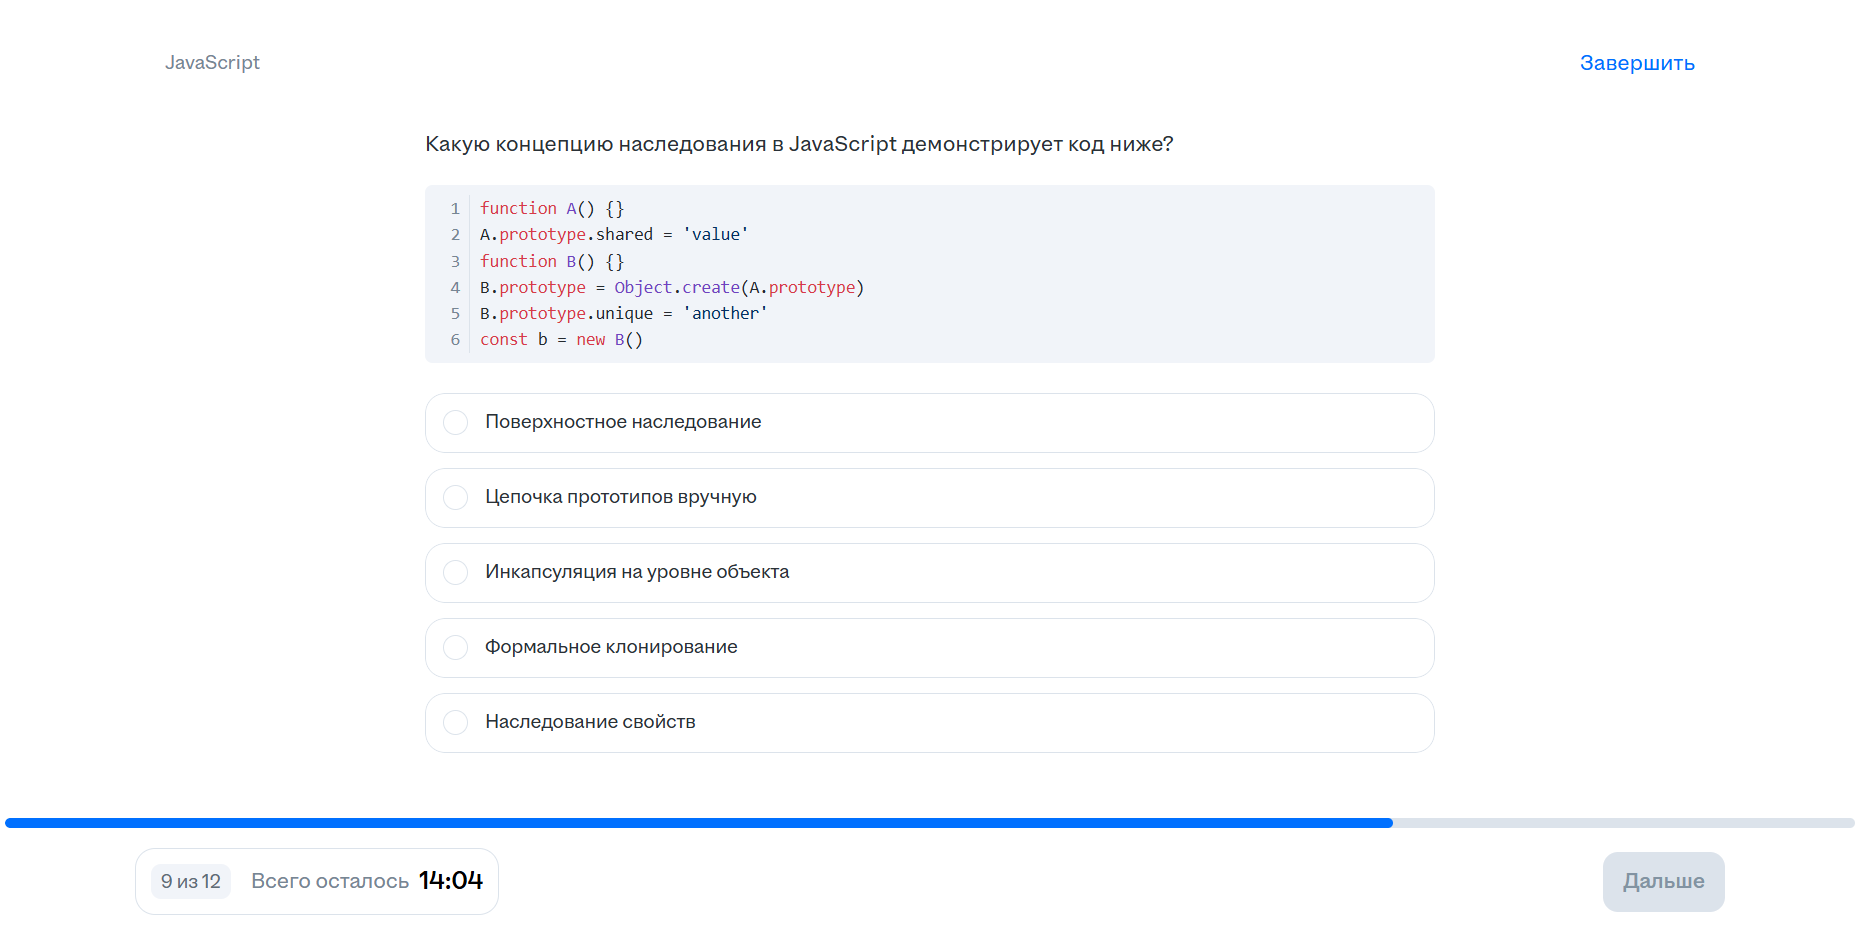 JavaScript
Завершить
Какую концепцию наследования в JavaScript демонстрирует код ниже?
1 function A() {}
2 A.prototype.shared = 'value'
3 function B() {}
4 B.prototype = Object.create(A.prototype)
5 B.prototype.unique = 'another'
6 const b = new B()
Поверхностное наследование
Цепочка прототипов вручную
Инкапсуляция на уровне объекта
Формальное клонирование
Наследование свойств
9 из 12 Всего осталось 14:04
Дальше